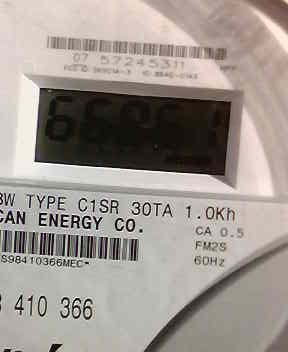 07 57245311
66961
3W TYPE C1SR 30TA 1.0Kh
CAN ENERGY CO.
CA 0.5
FM2S
60Hz
S98410366MEC*
3 410 366